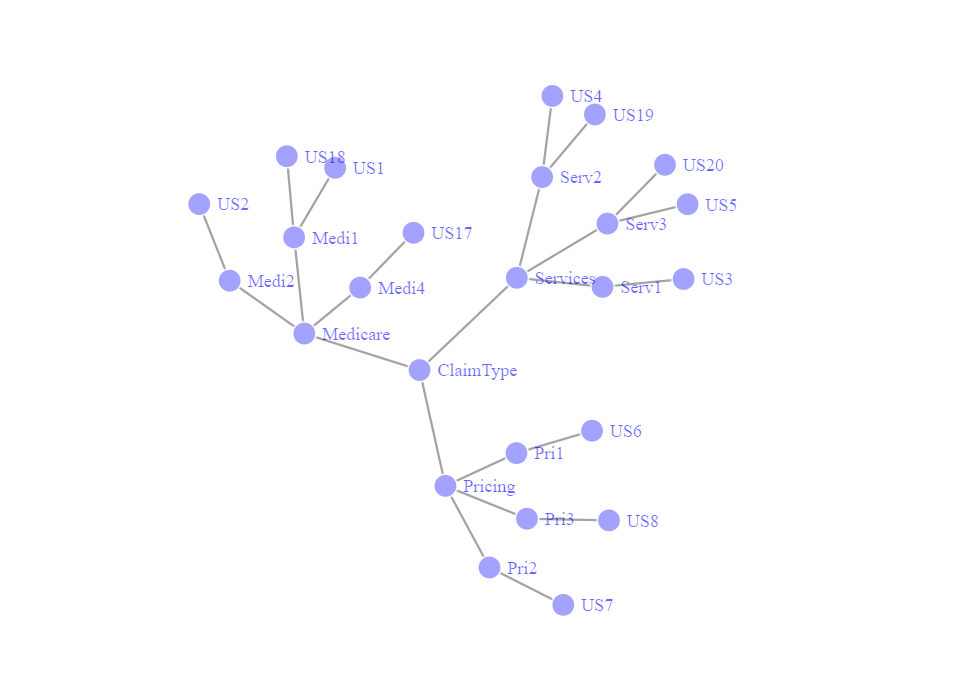 US4
US19
US18
US1
US20
Serv2
US2
US5
Serv3
US17
Medi1
Services
US3
Medi2
Serv1
Medi4
Medicare
ClaimType
US6
Pri1
Pricing
Pri3
US8
Pri2
US7